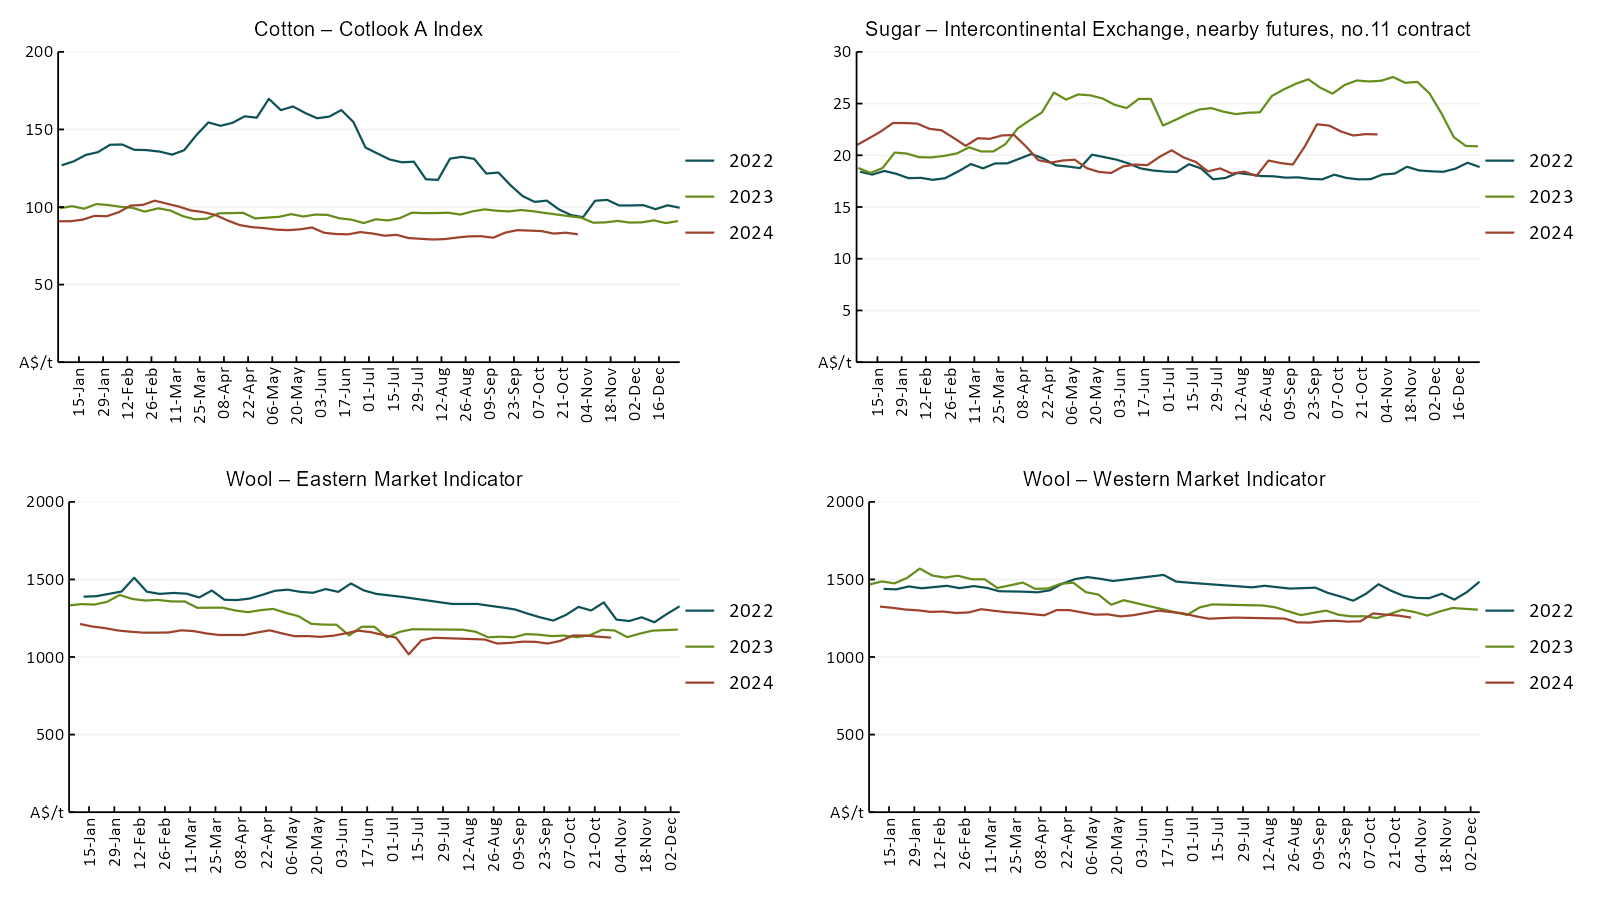 Cotton – Cotlook A Index
200
150
100
50
A$/t
15-Jan
29-Jan
12-Feb
26-Feb
11-Mar
25-Mar
08-Apr
22-Apr
06-May
20-May
03-Jun
17-Jun
01-Jul
15-Jul
29-Jul
12-Aug
26-Aug
09-Sep
23-Sep
07-Oct
21-Oct
04-Nov
18-Nov
02-Dec
16-Dec
2022
2023
2024
Sugar – Intercontinental Exchange, nearby futures, no.11 contract
30
25
20
15
10
5
A$/t
15-Jan
29-Jan
12-Feb
26-Feb
11-Mar
25-Mar
08-Apr
22-Apr
06-May
20-May
03-Jun
17-Jun
01-Jul
15-Jul
29-Jul
12-Aug
26-Aug
09-Sep
23-Sep
07-Oct
21-Oct
04-Nov
18-Nov
02-Dec
16-Dec
2022
2023
2024
Wool – Eastern Market Indicator
2000
1500
1000
500
A$/t
15-Jan
29-Jan
12-Feb
26-Feb
11-Mar
25-Mar
08-Apr
22-Apr
06-May
20-May
03-Jun
17-Jun
01-Jul
15-Jul
29-Jul
12-Aug
26-Aug
09-Sep
23-Sep
07-Oct
21-Oct
04-Nov
18-Nov
02-Dec
2022
2023
2024
Wool – Western Market Indicator
2000
1500
1000
500
A$/t
15-Jan
29-Jan
12-Feb
26-Feb
11-Mar
25-Mar
08-Apr
22-Apr
06-May
20-May
03-Jun
17-Jun
01-Jul
15-Jul
29-Jul
12-Aug
26-Aug
09-Sep
23-Sep
07-Oct
21-Oct
04-Nov
18-Nov
02-Dec
2022
2023
2024